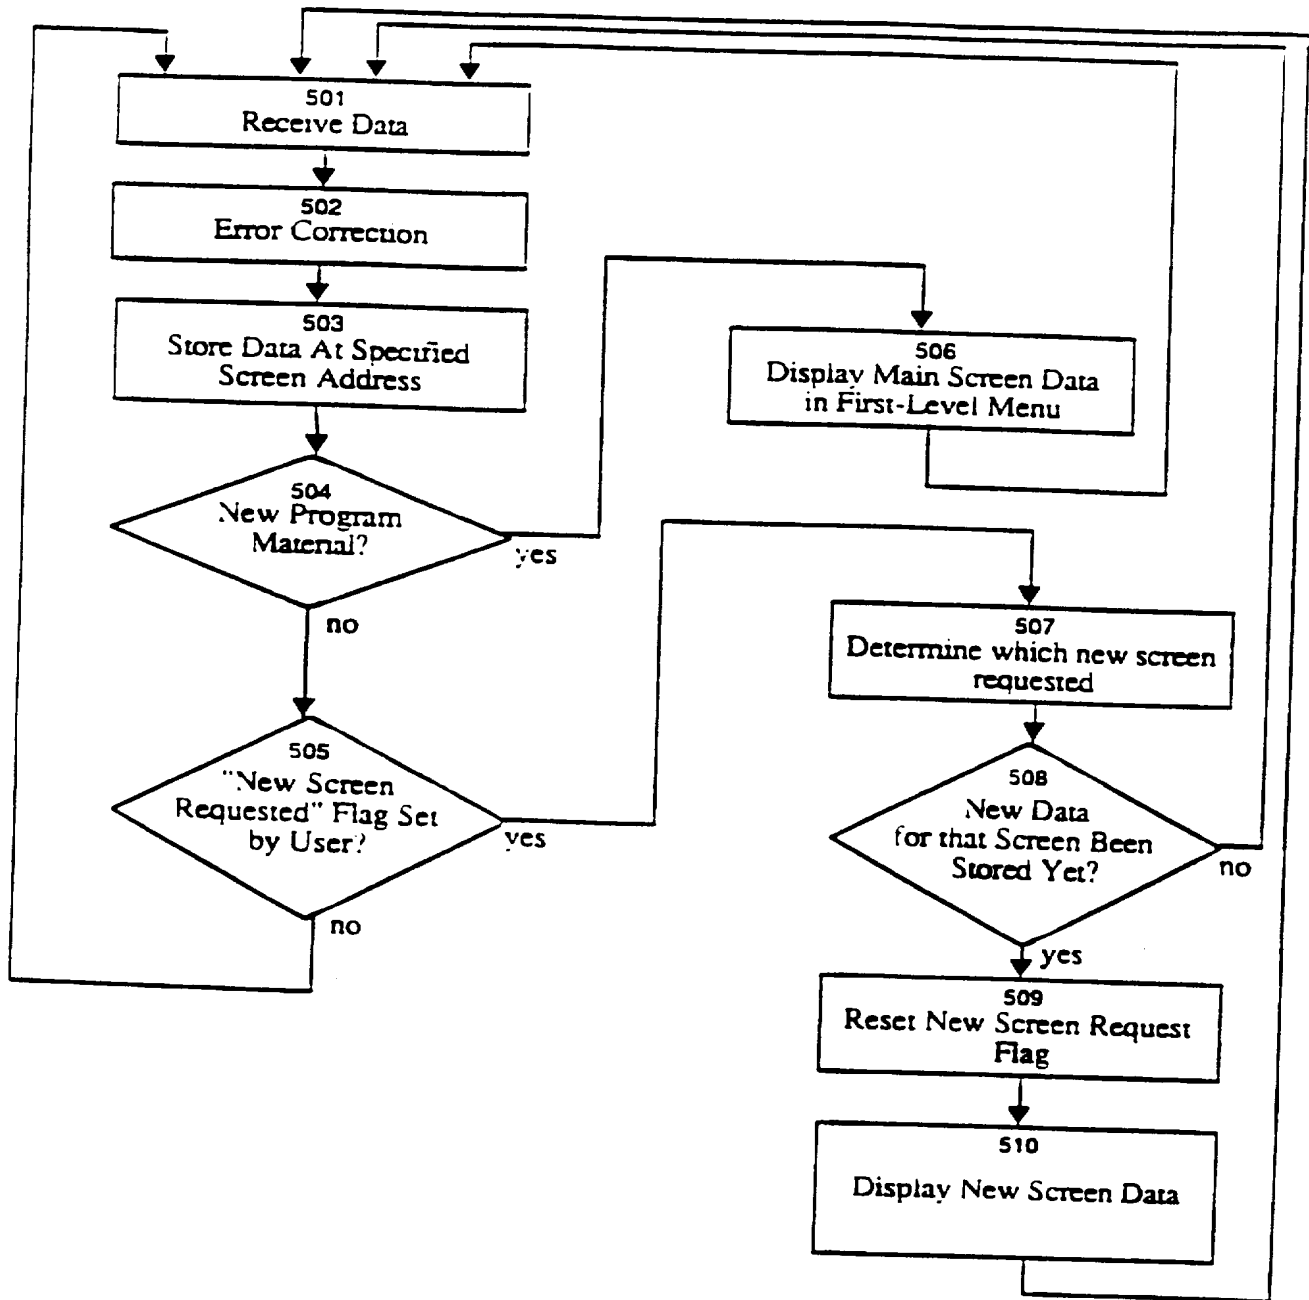 501
Receive Data
502
Error Correction
503
Store Data At Specified
Screen Address
504
New Program
Material?
yes
no
505
"New Screen
Requested" Flag Set
by User?
yes
no
506
Display Main Screen Data
in First-Level Menu
507
Determine which new screen
requested
508
New Data
for that Screen Been
Stored Yet?
no
yes
509
Reset New Screen Request
Flag
510
Display New Screen Data